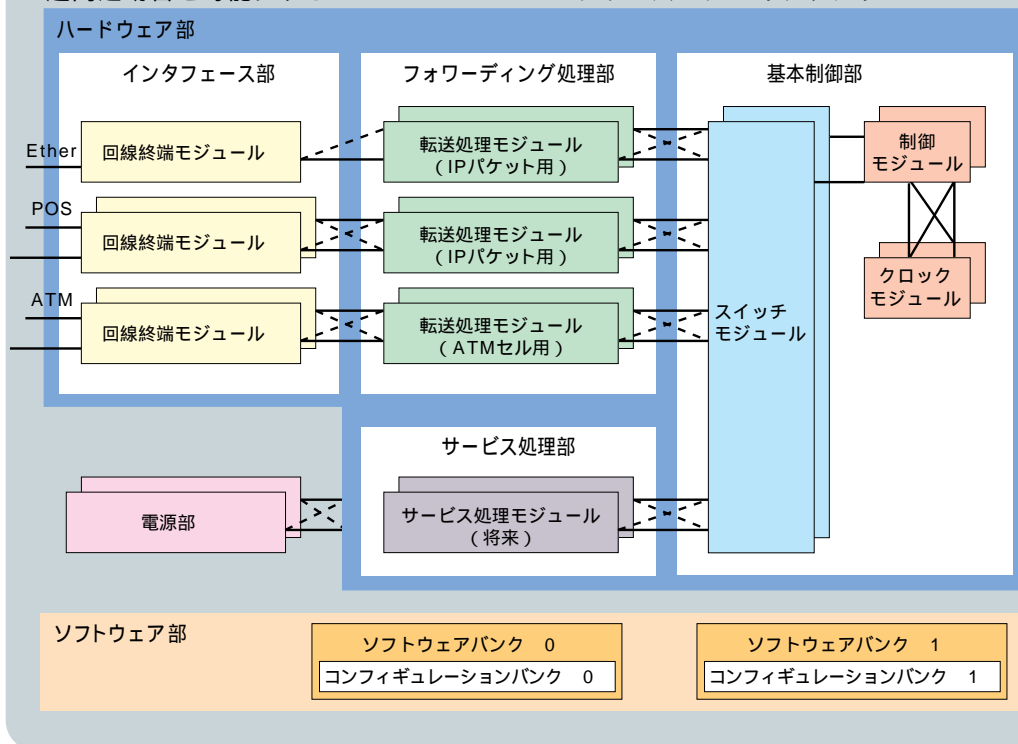 ハードウェア部
インタフェース部
フォワーディング処理部
基本制御部
Ether
回線終端モジュール
転送処理モジュール
（IPパケット用）
制御
モジュール
POS
回線終端モジュール
転送処理モジュール
（IPパケット用）
クロック
モジュール
ATM
回線終端モジュール
転送処理モジュール
（ATMセル用）
スイッチ
モジュール
サービス処理部
電源部
サービス処理モジュール
（将来）
ソフトウェア部
ソフトウェアバンク　0
コンフィギュレーションバンク　0
ソフトウェアバンク　1
コンフィギュレーションバンク　1